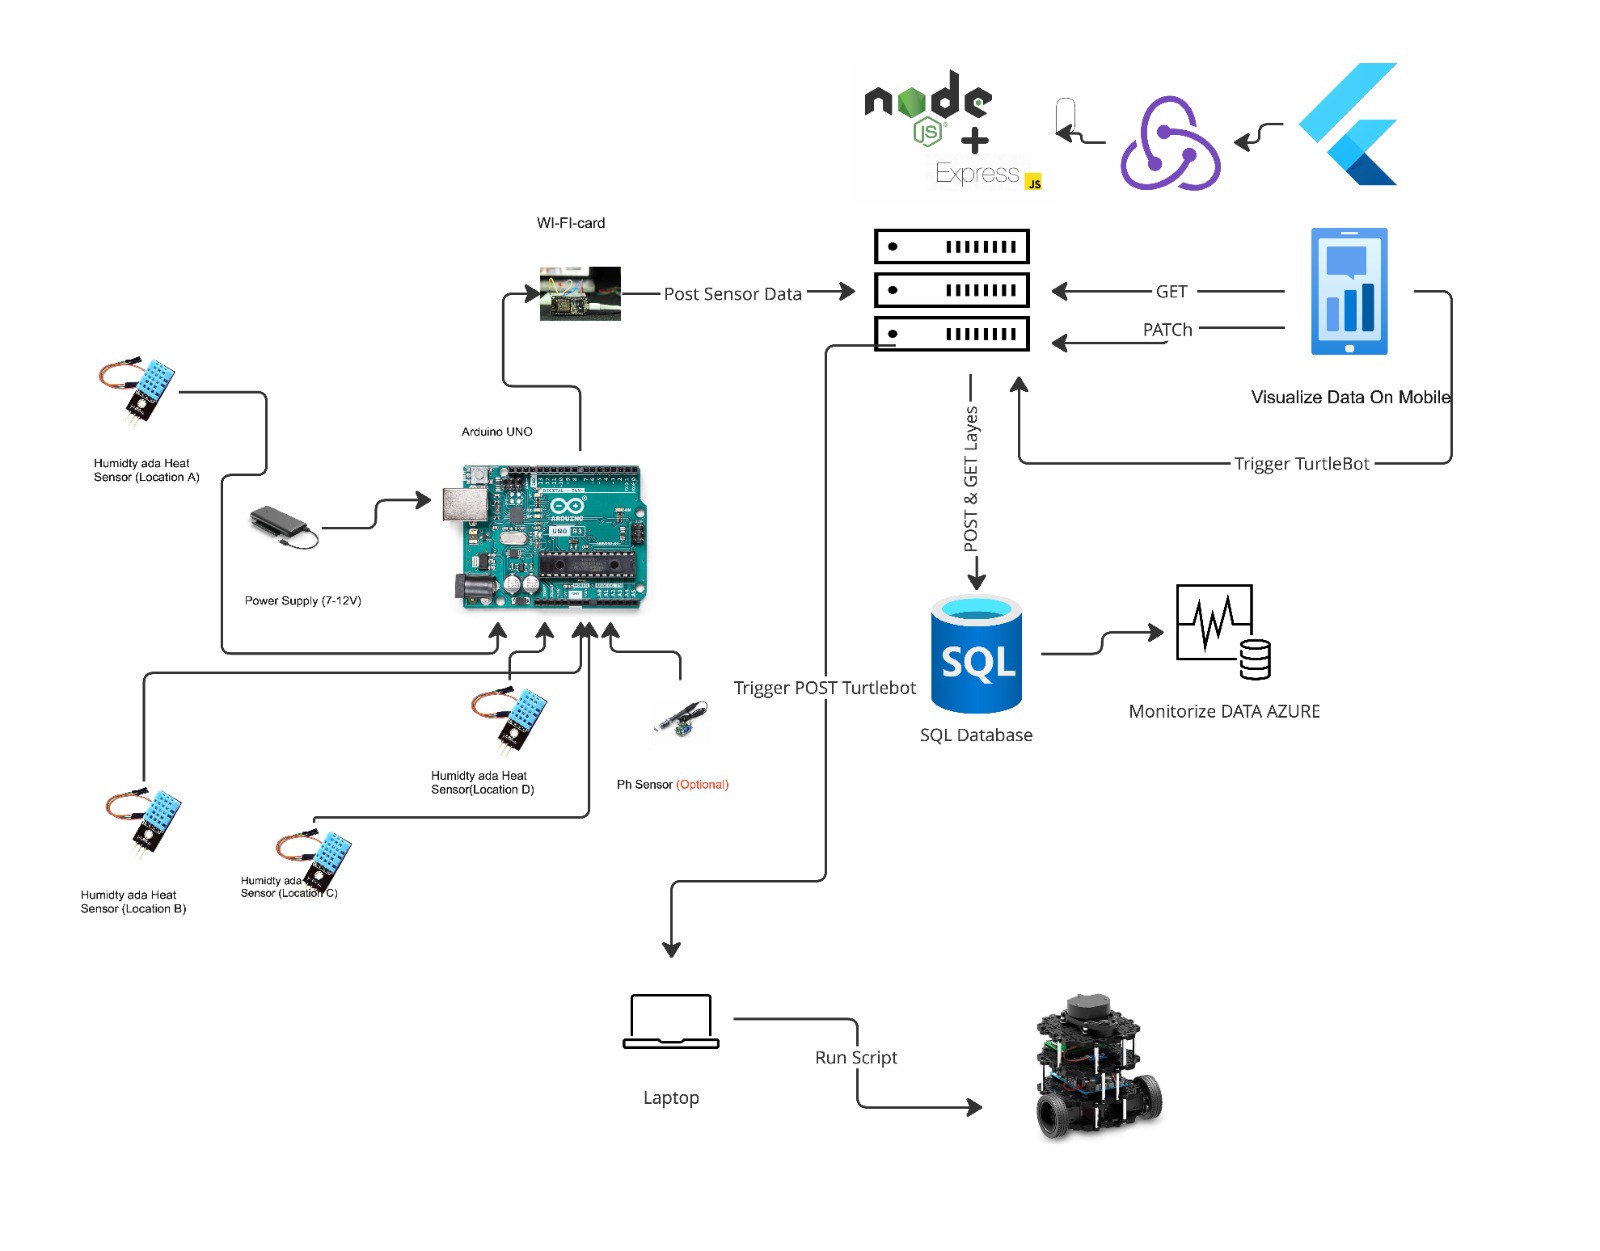 node
JS
+
Express
JS
WI-FI-card
Post Sensor Data
GET
PATCh
Visualize Data On Mobile
Arduino UNO
Humidty ada Heat
Sensor (Location A)
Trigger TurtleBot
POST & GET Layes
ARDUINO
UNO
Power Supply (7-12V)
SQL
Trigger POST Turtlebot
SQL Database
Monitorize DATA AZURE
Humidty ada Heat
Sensor(Location D)
Ph Sensor (Optional)
Humidty ada Heat
Sensor (Location B)
Humidty ada
Sensor (Location C)
Run Script
Laptop